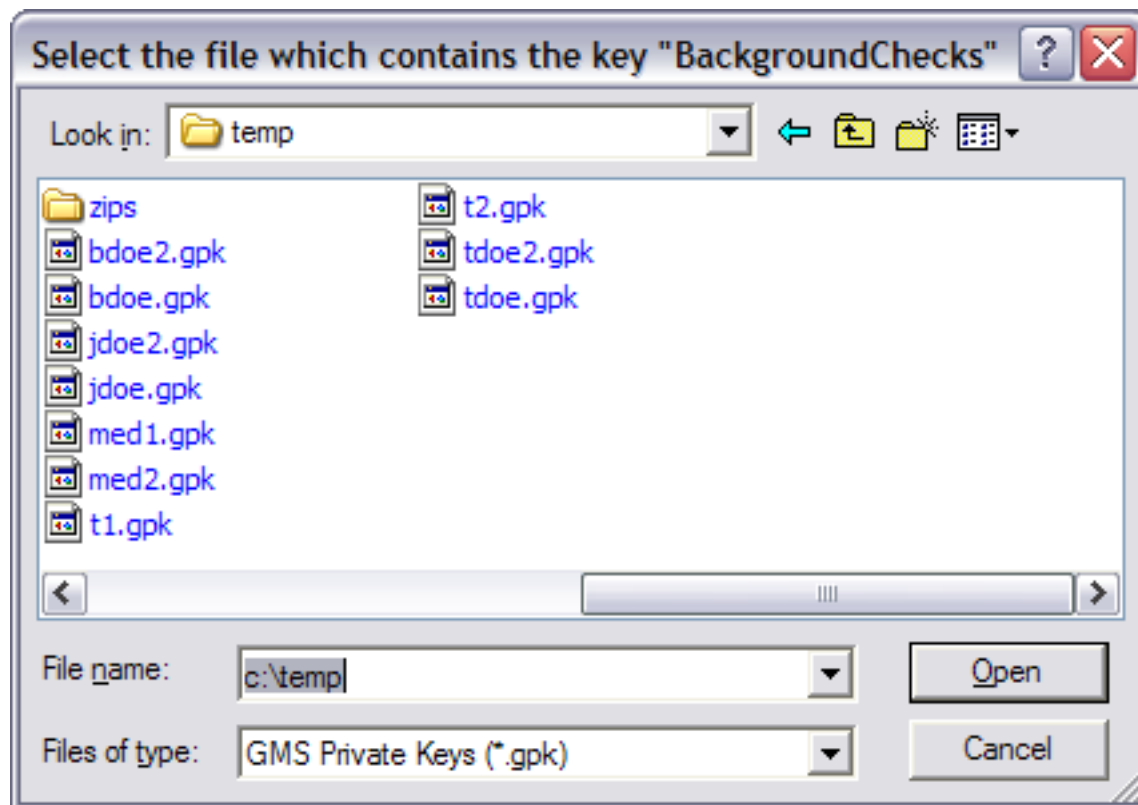 Select the file which contains the key "BackgroundChecks"
Look in: temp
zips
bdoe2.gpk
bdoe.gpk
jdoe2.gpk
jdoe.gpk
med1.gpk
med2.gpk
t1.gpk
t2.gpk
tdoe2.gpk
tdoe.gpk
File name: c:\temp Open
Files of type: GMS Private Keys (*.gpk) Cancel